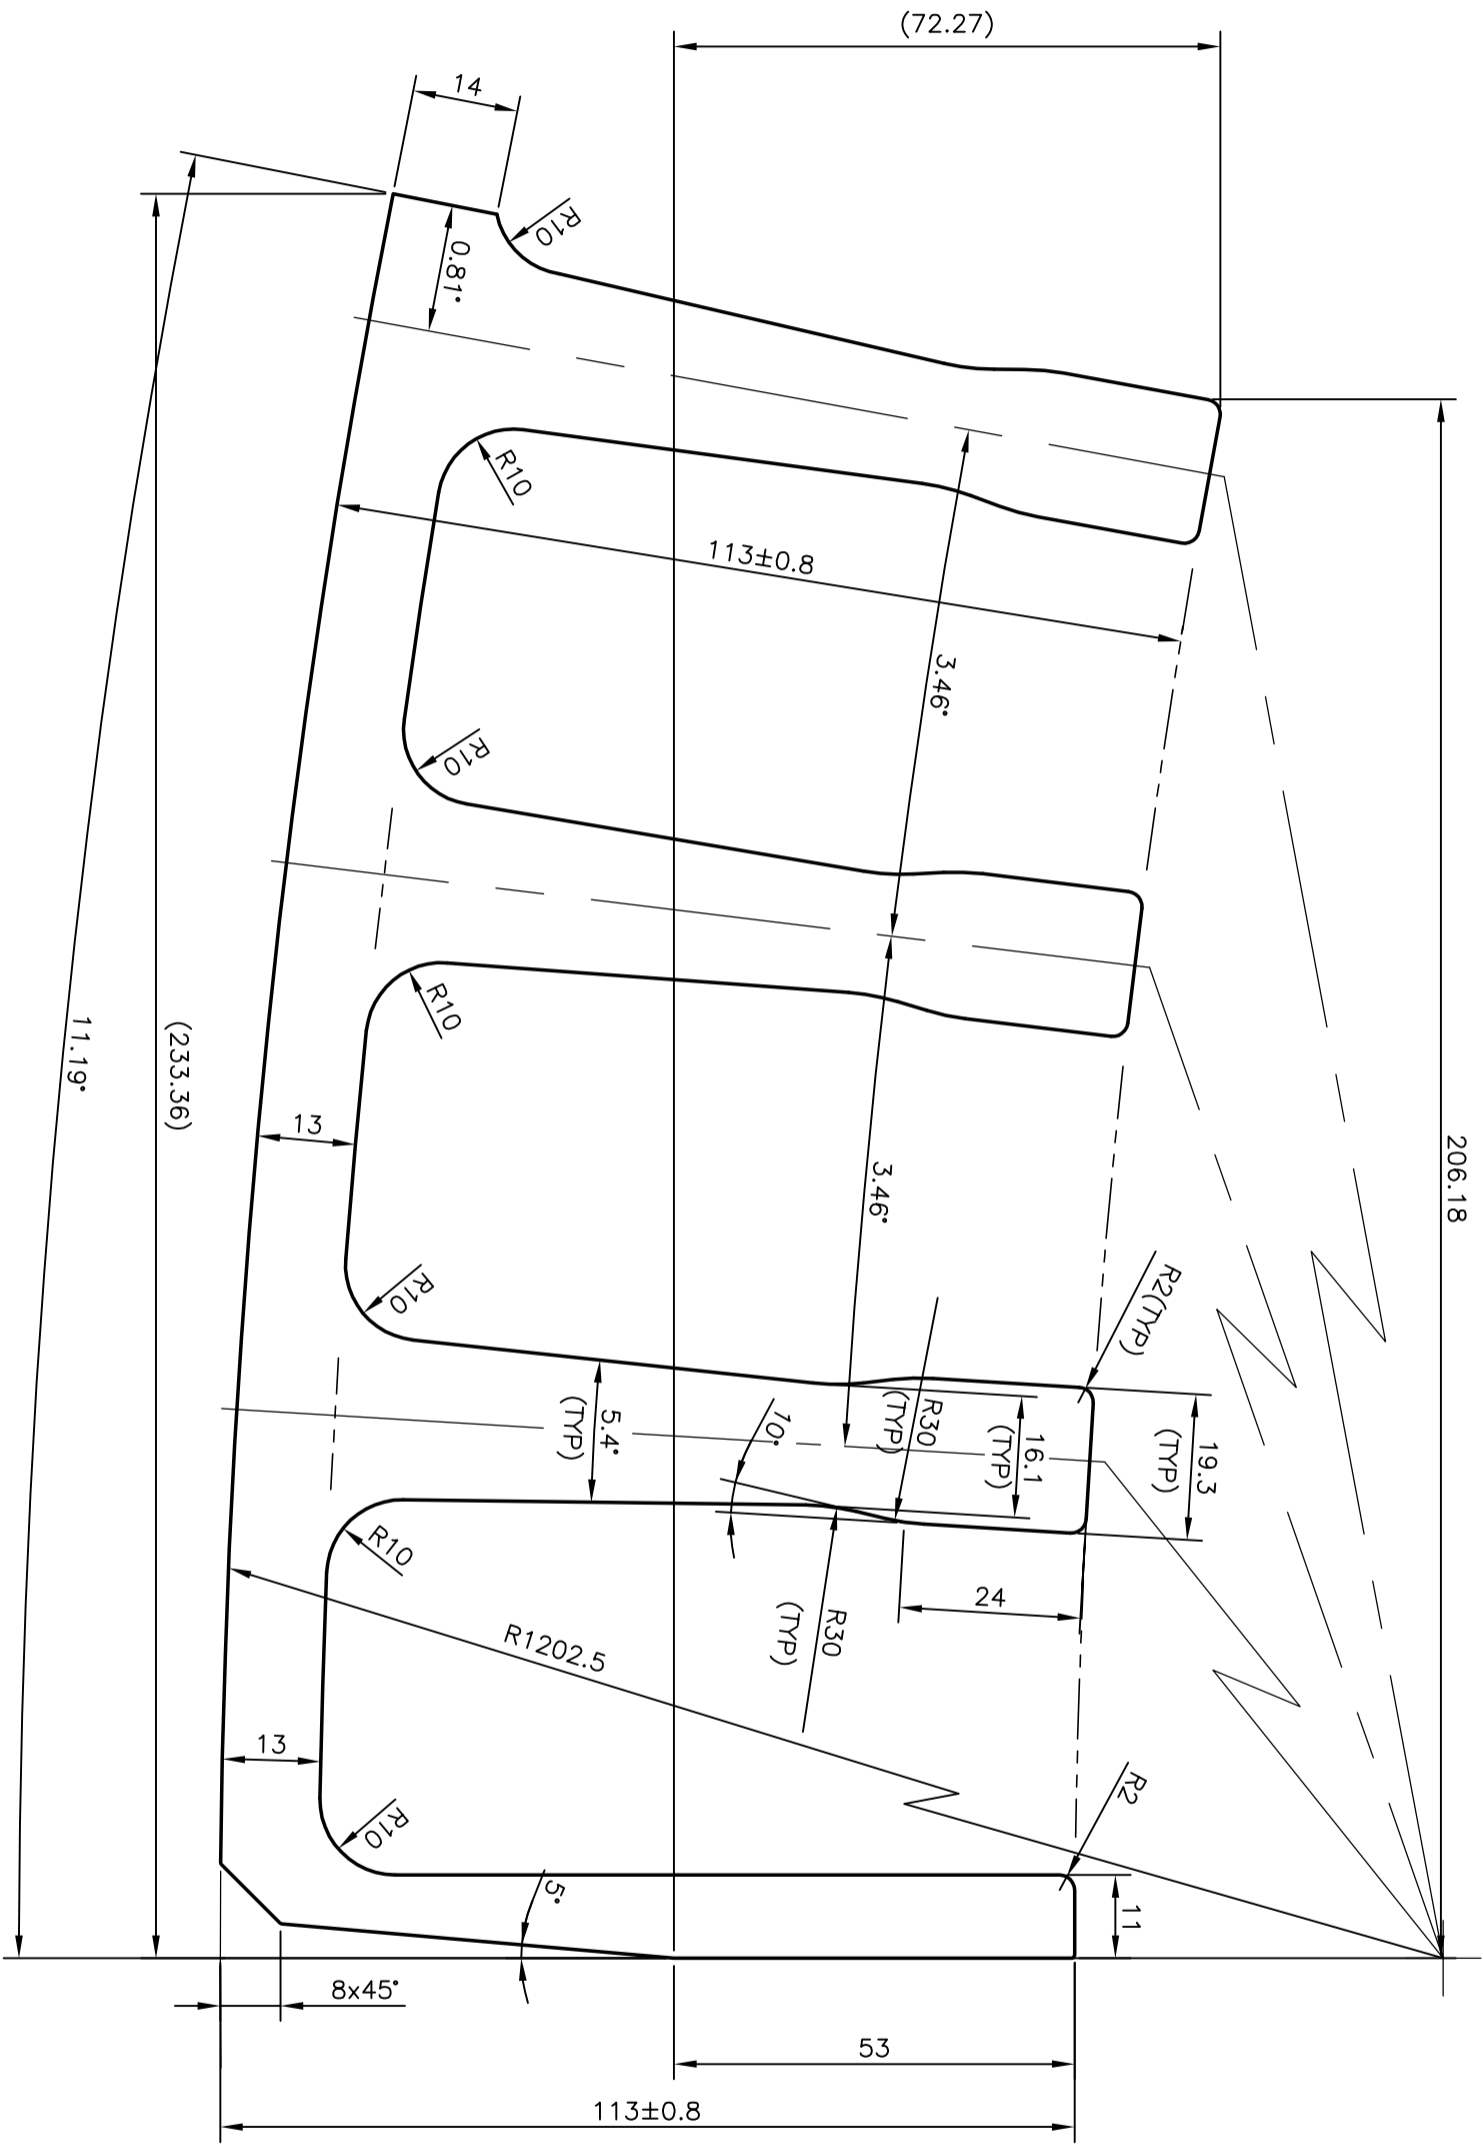 (72.27)
14
R10
0.81°
R10
113±0.8
3.46°
R10
R10
11.19°
(233.36)
13
3.46°
206.18
R10
R2(TYP)
5.4°
(TYP)
10°
R30
(TYP)
16.1
(TYP)
19.3
(TYP)
R10
24
R30
(TYP)
R1202.5
13
R10
R2
5°
11
8x45°
53
113±0.8